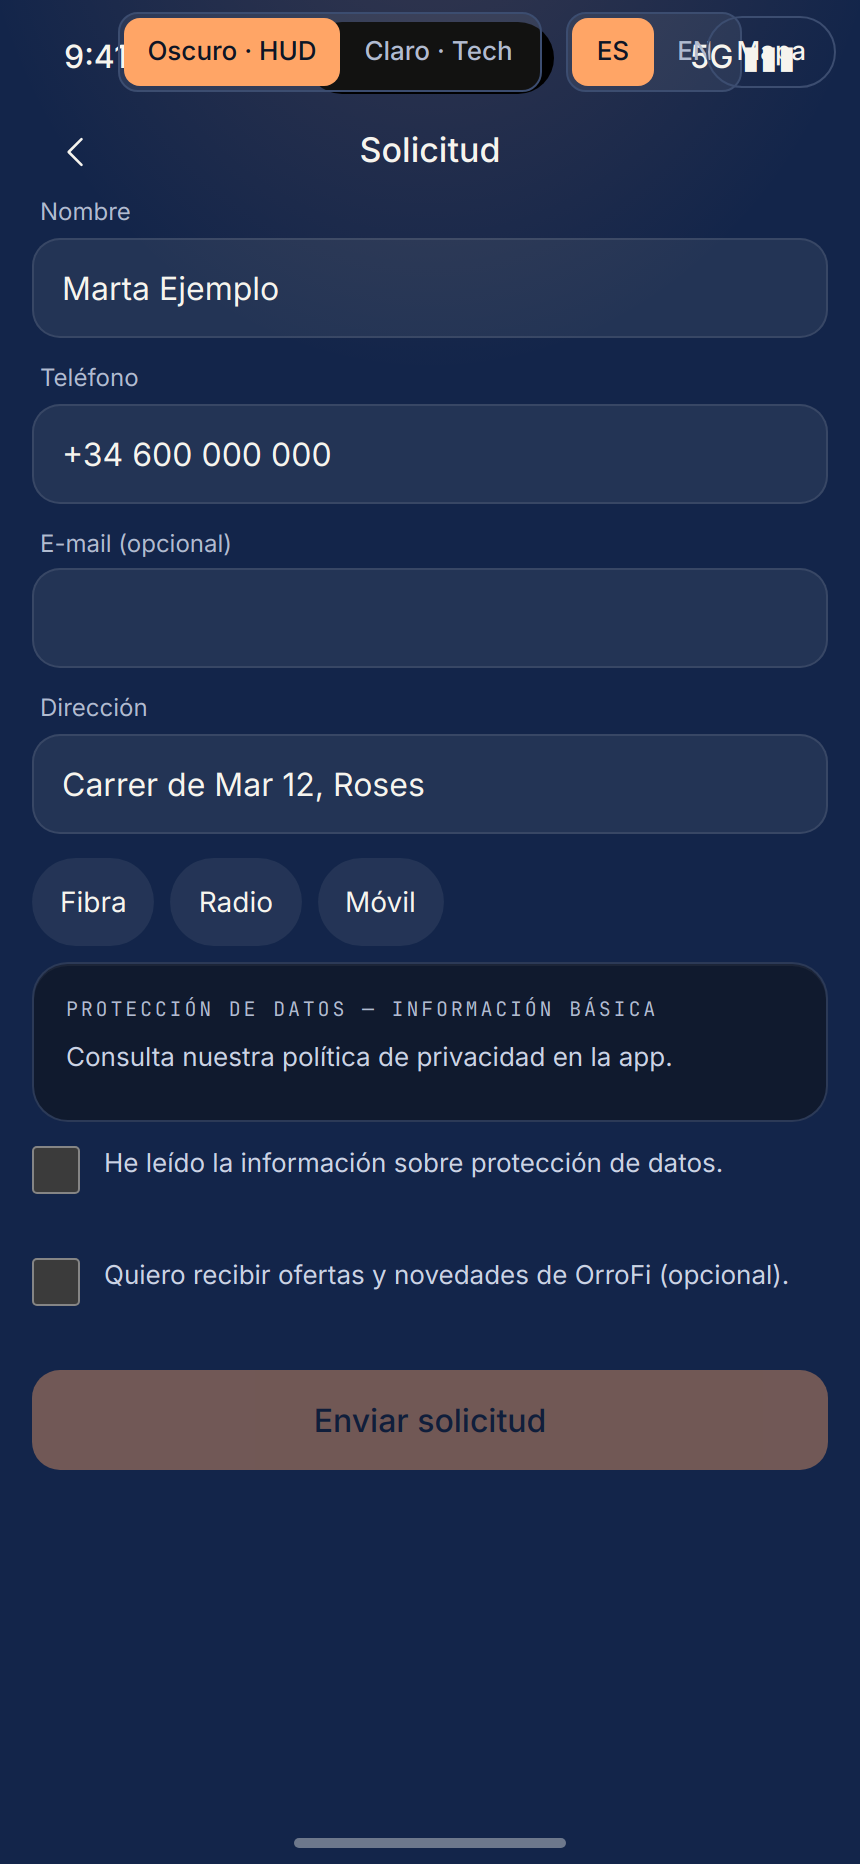 9:41 Oscuro · HUD Claro · Tech ES EN 5G Mapa
Solicitud
Nombre
Marta Ejemplo
Teléfono
+34 600 000 000
E-mail (opcional)
Dirección
Carrer de Mar 12, Roses
Fibra Radio Móvil
PROTECCIÓN DE DATOS — INFORMACIÓN BÁSICA
Consulta nuestra política de privacidad en la app.
He leído la información sobre protección de datos.
Quiero recibir ofertas y novedades de OrroFi (opcional).
Enviar solicitud